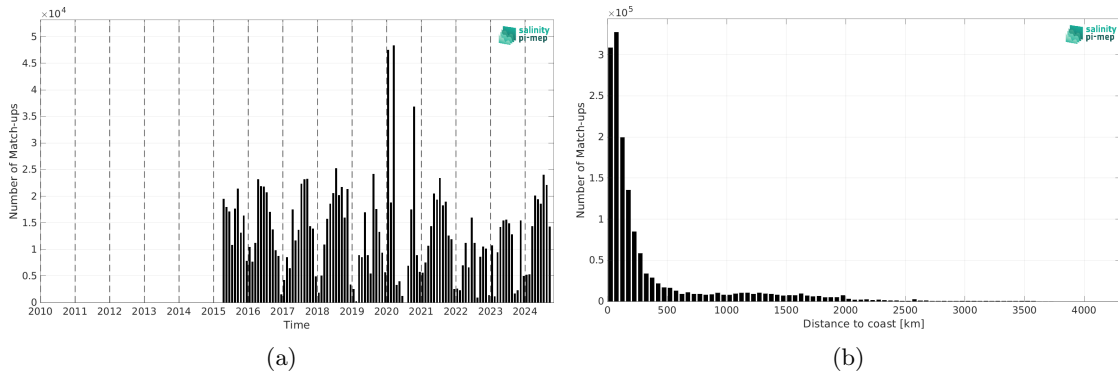 ×10⁴
salinity
pi-mep
5
4.5
4
3.5
3
2.5
2
1.5
1
0.5
0
Number of Match-ups
2010 2011 2012 2013 2014 2015 2016 2017 2018 2019 2020 2021 2022 2023 2024
Time
(a)
×10⁵
salinity
pi-mep
3
2.5
2
1.5
1
0.5
0
Number of Match-ups
0 500 1000 1500 2000 2500 3000 3500 4000
Distance to coast [km]
(b)